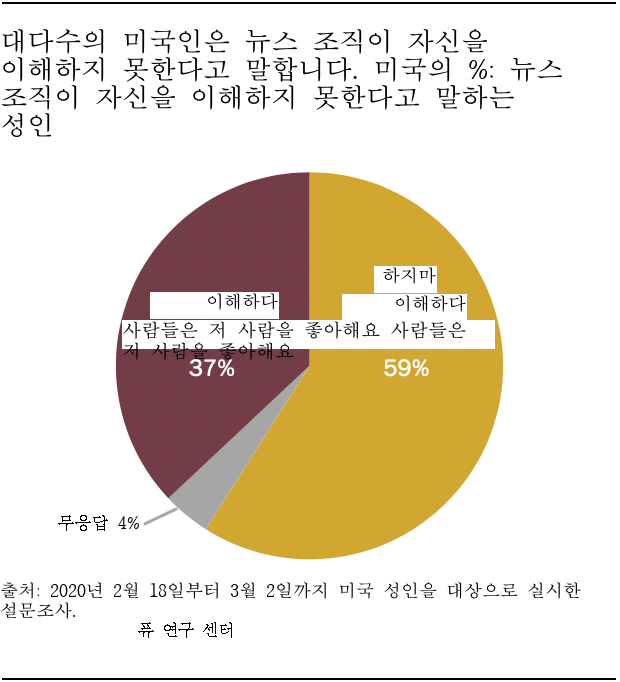 대다수의 미국인은 뉴스 조직이 자신을
이해하지 못한다고 말합니다. 미국의 %: 뉴스
조직이 자신을 이해하지 못한다고 말하는
성인
하지마
이해하다
이해하다
사람들은 저 사람을 좋아해요 사람들은
저 사람을 좋아해요
37%
59%
무응답 4%
출처: 2020년 2월 18일부터 3월 2일까지 미국 성인을 대상으로 실시한
설문조사.
퓨 연구 센터